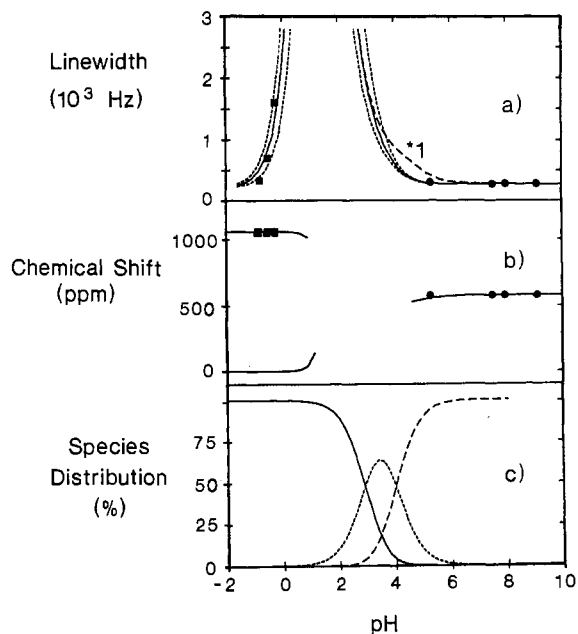 3
Linewidth
2
(10³ Hz)
a)
1
*1
0
1000
Chemical Shift
b)
(ppm)
500
0
75
Species
Distribution
50
c)
(%)
25
0
-2
0
2
4
6
8
10
pH